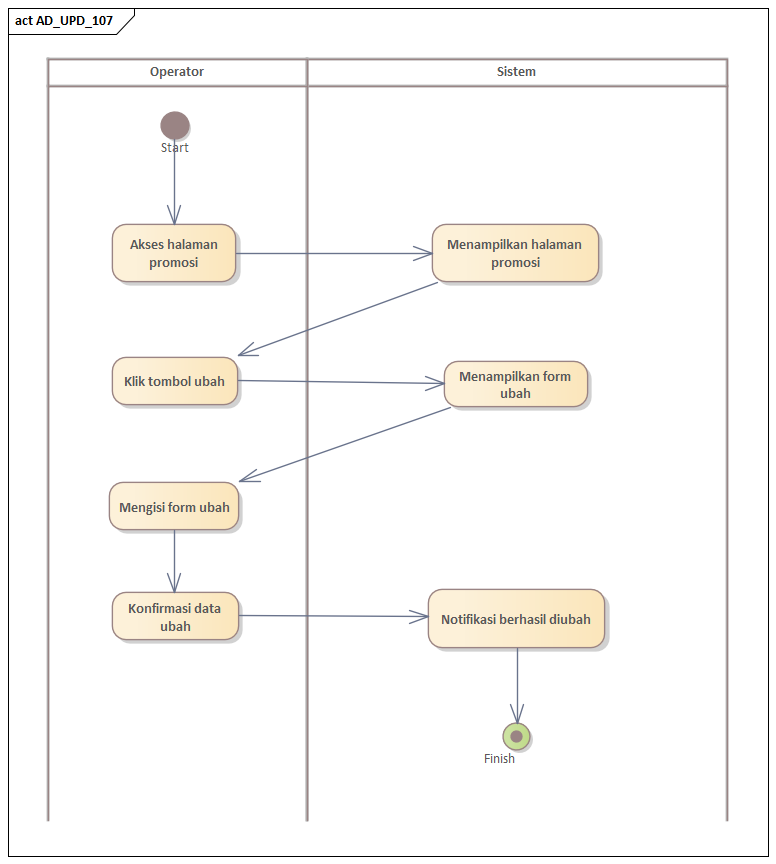 act AD_UPD_107
Operator
Sistem
Start
Akses halaman
promosi
Menampilkan halaman
promosi
Klik tombol ubah
Menampilkan form
ubah
Mengisi form ubah
Konfirmasi data
ubah
Notifikasi berhasil diubah
Finish